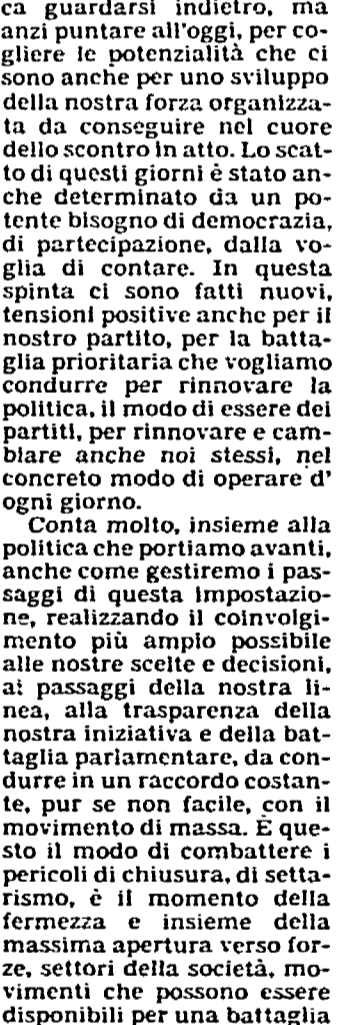 ca guardarsi indietro, ma
anzi puntare all'oggi, per co-
gliere le potenzialità che ci
sono anche per uno sviluppo
della nostra forza organizza-
ta da conseguire nel cuore
dello scontro in atto. Lo scat-
to di questi giorni è stato an-
che determinato da un po-
tente bisogno di democrazia,
di partecipazione, dalla vo-
glia di contare. In questa
spinta ci sono fatti nuovi,
tensioni positive anche per il
nostro partito, per la batta-
glia prioritaria che vogliamo
condurre per rinnovare la
politica, il modo di essere dei
partiti, per rinnovare e cam-
biare anche noi stessi, nel
concreto modo di operare d'
ogni giorno.
Conta molto, insieme alla
politica che portiamo avanti,
anche come gestiremo i pas-
saggi di questa impostazio-
ne, realizzando il coinvolgi-
mento più ampio possibile
alle nostre scelte e decisioni,
ai passaggi della nostra li-
nea, alla trasparenza della
nostra iniziativa e della bat-
taglia parlamentare, da con-
durre in un raccordo costan-
te, pur se non facile, con il
movimento di massa. È que-
sto il modo di combattere i
pericoli di chiusura, di setta-
rismo, è il momento della
fermezza e insieme della
massima apertura verso for-
ze, settori della società, mo-
vimenti che possono essere
disponibili per una battaglia